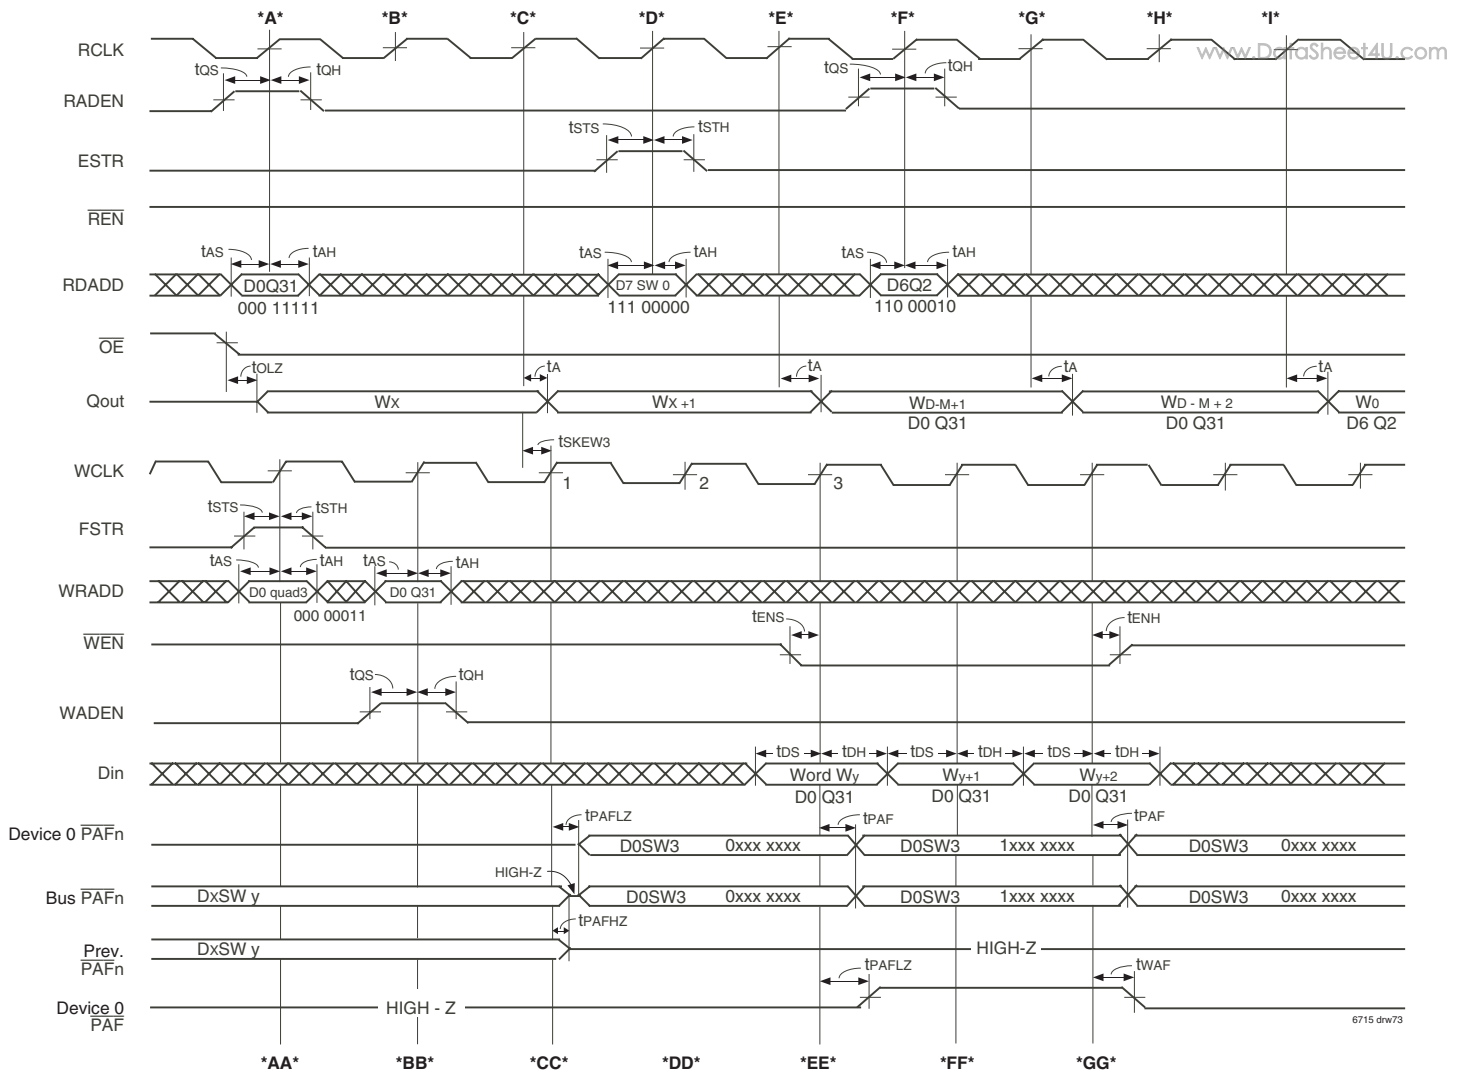 *A* *B* *C* *D* *E* *F* *G* *H* *I*
RCLK
www.DataSheet4U.com
tQS tQH tQS tQH
RADEN
tSTS tSTH
ESTR
REN
tAS tAH tAS tAH tAS tAH
RDADD D0Q31 D7 SW 0 D6Q2
000 11111 111 00000 110 00010
OE
tOLZ tA tA tA tA
Qout WX WX +1 WD-M+1 WD - M + 2 W0
D0 Q31 D0 Q31 D6 Q2
tSKEW3
WCLK 1 2 3
tSTS tSTH
FSTR
tAS tAH tAS tAH
WRADD D0 quad3 D0 Q31
000 00011
tENS tENH
WEN
tQS tQH
WADEN
tDS tDH tDS tDH tDS tDH
Din Word Wy Wy+1 Wy+2
D0 Q31 D0 Q31 D0 Q31
tPAFLZ tPAF tPAF
Device 0 PAFn D0SW3 0xxx xxxx D0SW3 1xxx xxxx D0SW3 0xxx xxxx
HIGH-Z
Bus PAFn DxSW y D0SW3 0xxx xxxx D0SW3 1xxx xxxx D0SW3 0xxx xxxx
tPAFHZ
Prev. DxSW y HIGH-Z
PAFn
tPAFLZ tWAF
Device 0 HIGH - Z
PAF
6715 drw73
*AA* *BB* *CC* *DD* *EE* *FF* *GG*